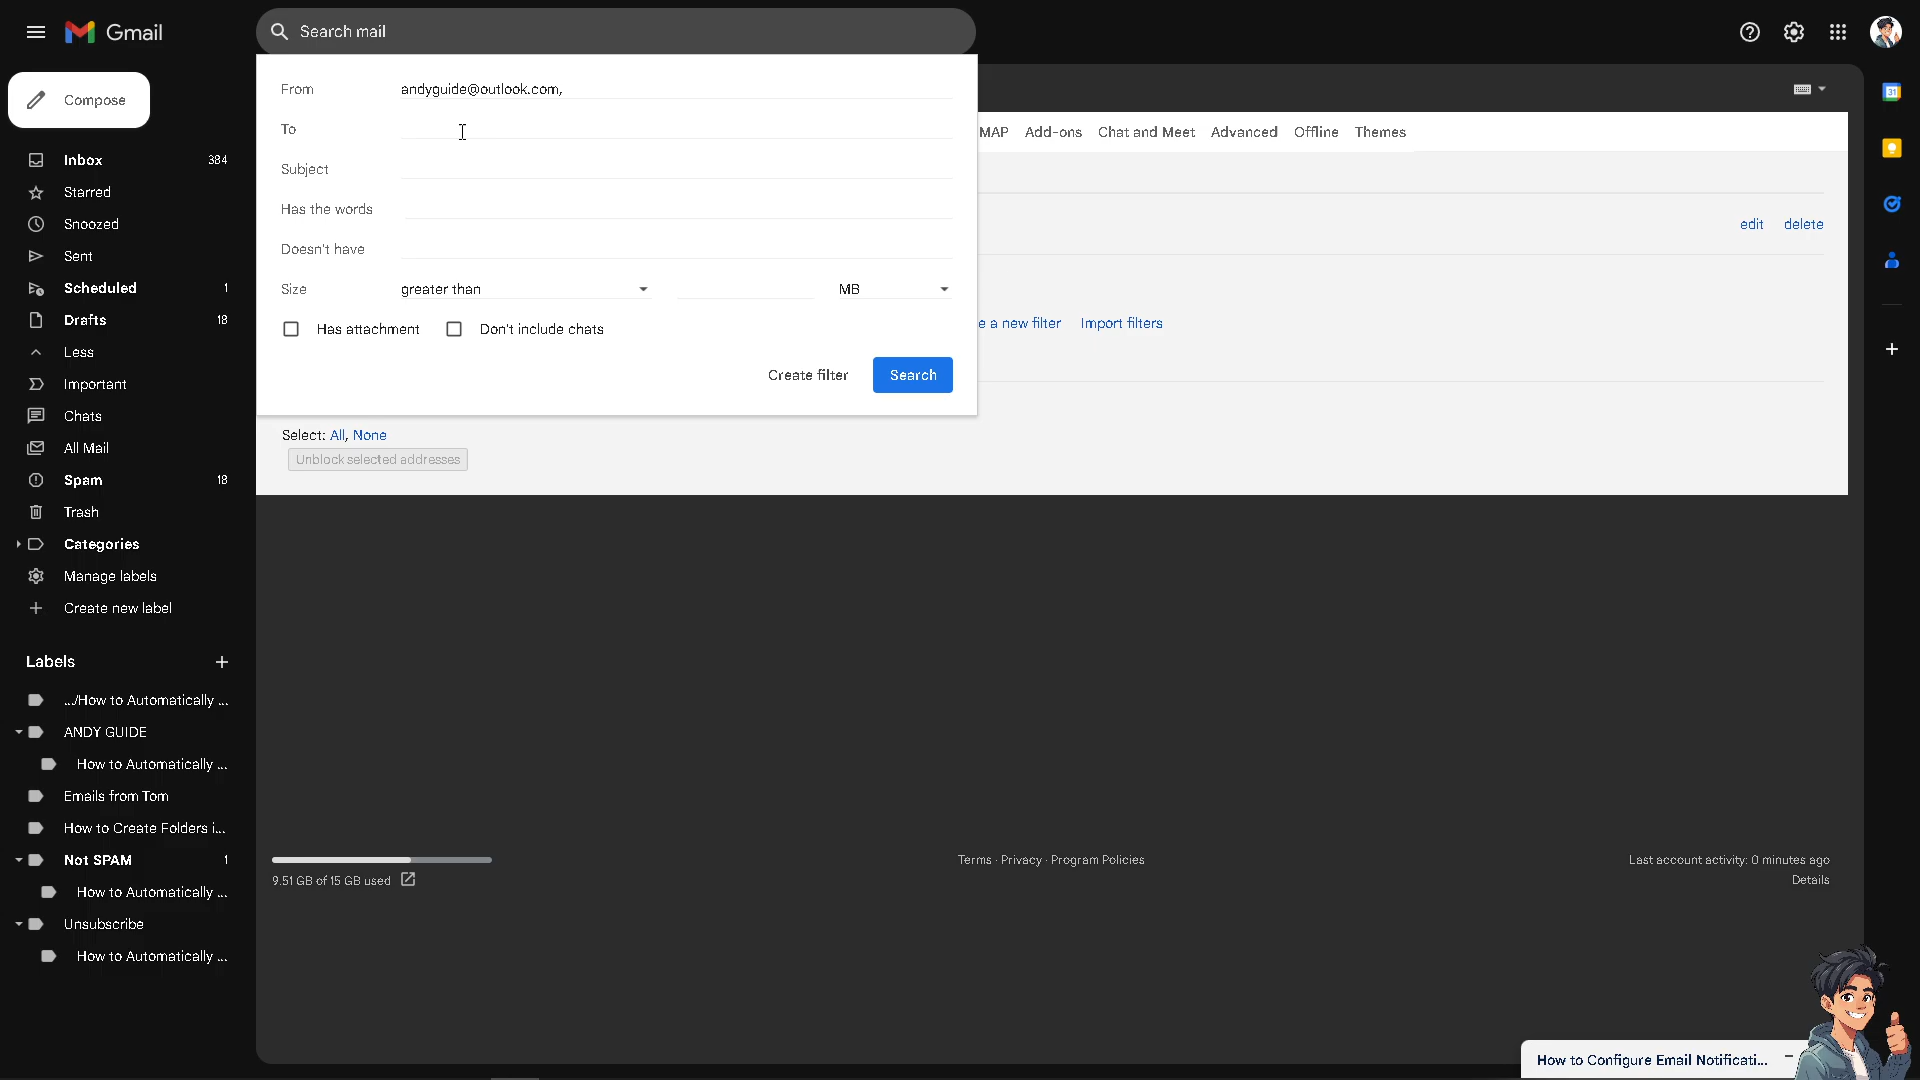 Gmail
Search mail
Compose
From
andyguide@outlook.com,
To
Subject
Has the words
Doesn't have
Size
greater than
MB
Has attachment
Don't include chats
Create filter
Search
MAP
Add-ons
Chat and Meet
Advanced
Offline
Themes
edit
delete
e a new filter
Import filters
Select: All, None
Unblock selected addresses
Inbox
384
Starred
Snoozed
Sent
Scheduled
1
Drafts
18
Less
Important
Chats
All Mail
Spam
18
Trash
Categories
Manage labels
Create new label
Labels
.../How to Automatically ...
ANDY GUIDE
How to Automatically ...
Emails from Tom
How to Create Folders i...
Not SPAM
1
How to Automatically ...
Unsubscribe
How to Automatically ...
9.51 GB of 15 GB used
Terms · Privacy · Program Policies
Last account activity: 0 minutes ago
Details
31
How to Configure Email Notificati...